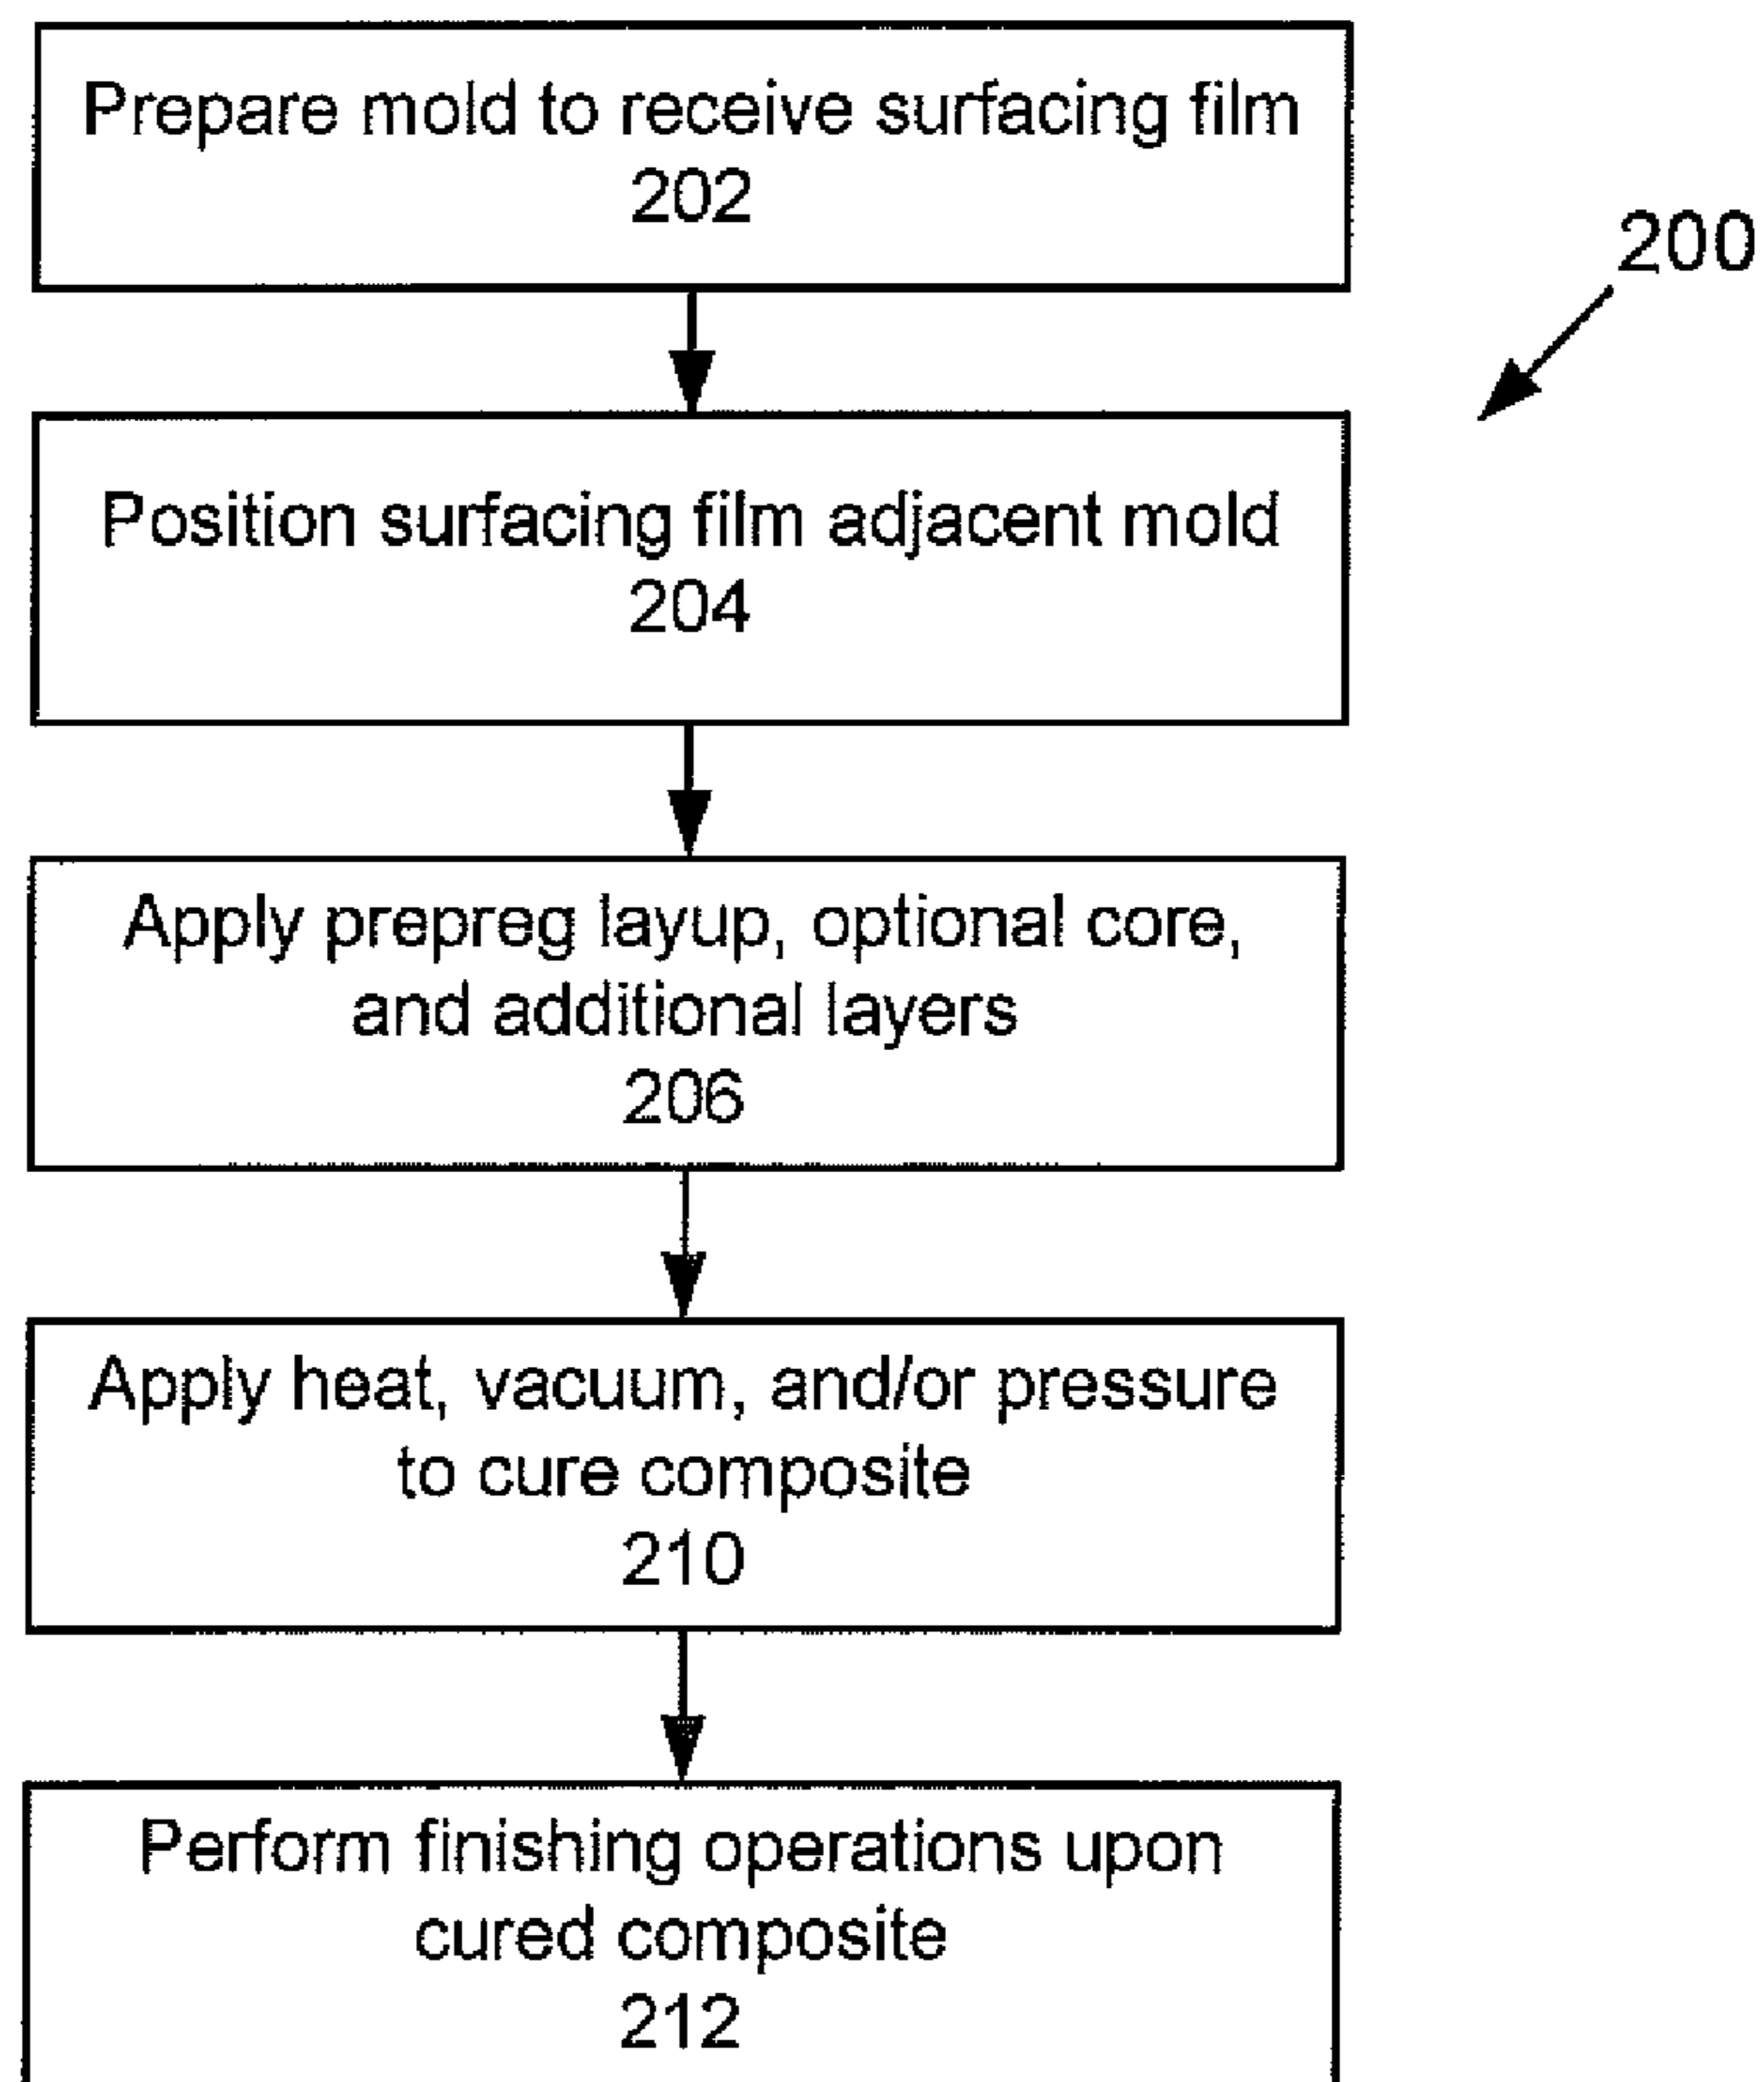 Prepare mold to receive surfacing film
202
200
Position surfacing film adjacent mold
204
Apply prepreg layup, optional core,
and additional layers
206
Apply heat, vacuum, and/or pressure
to cure composite
210
Perform finishing operations upon
cured composite
212